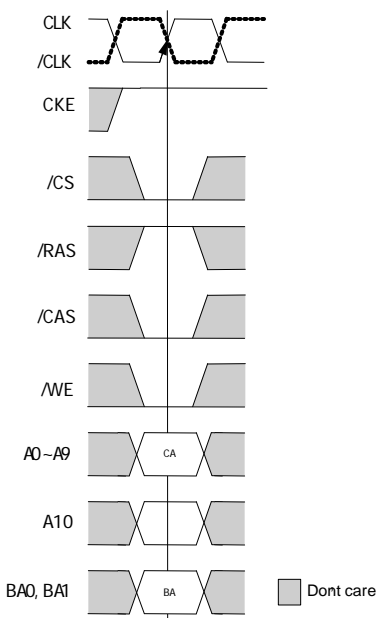 CLK
/CLK
CKE
/CS
/RAS
/CAS
/WE
A0~A9
CA
A10
BA0, BA1
BA
Dont care